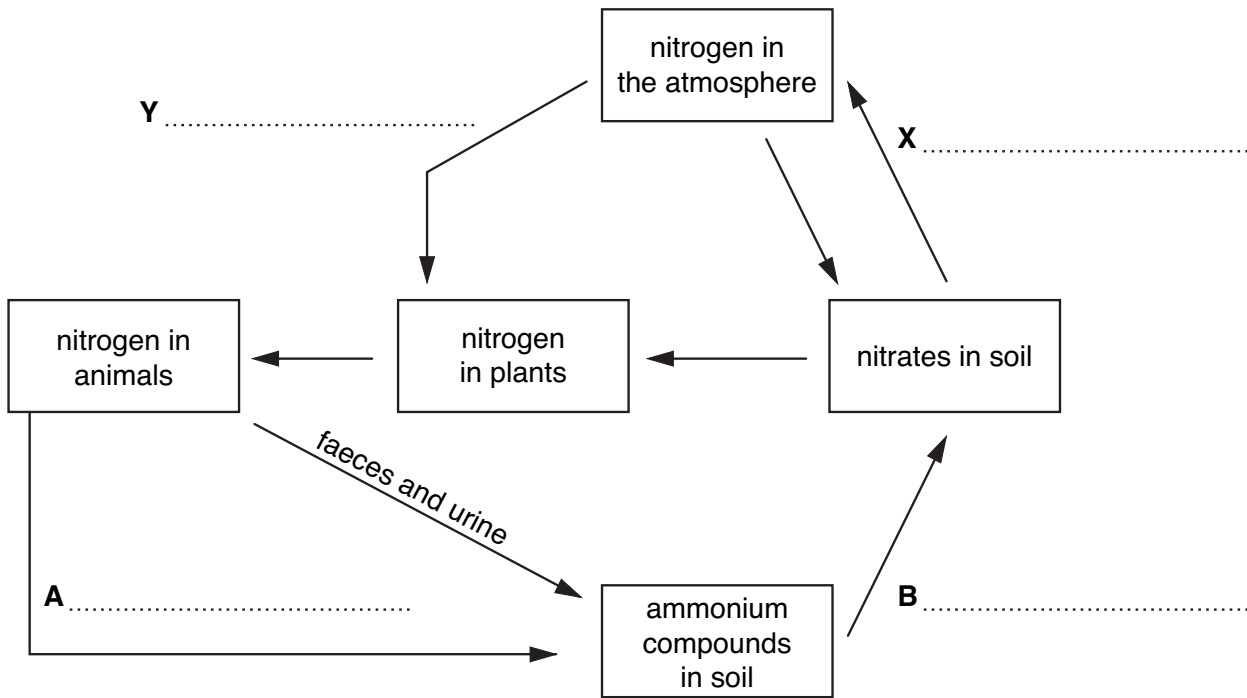 nitrogen in
the atmosphere
Y ........................................
X ........................................
nitrogen in
animals
nitrogen
in plants
nitrates in soil
faeces and urine
A ............................................
B ..........................................
ammonium
compounds
in soil